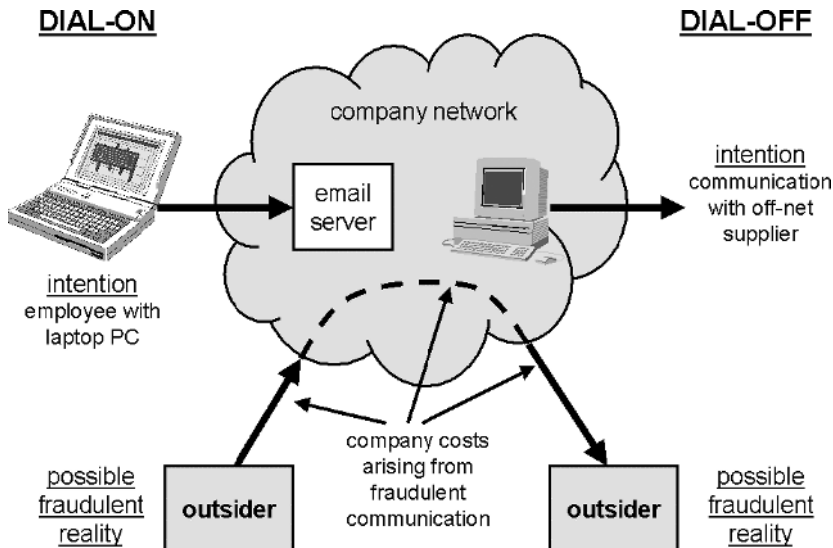 DIAL-ON
DIAL-OFF
company network
email
server
intention
communication
with off-net
supplier
intention
employee with
laptop PC
company costs
arising from
fraudulent
communication
possible
fraudulent
reality
outsider
outsider
possible
fraudulent
reality